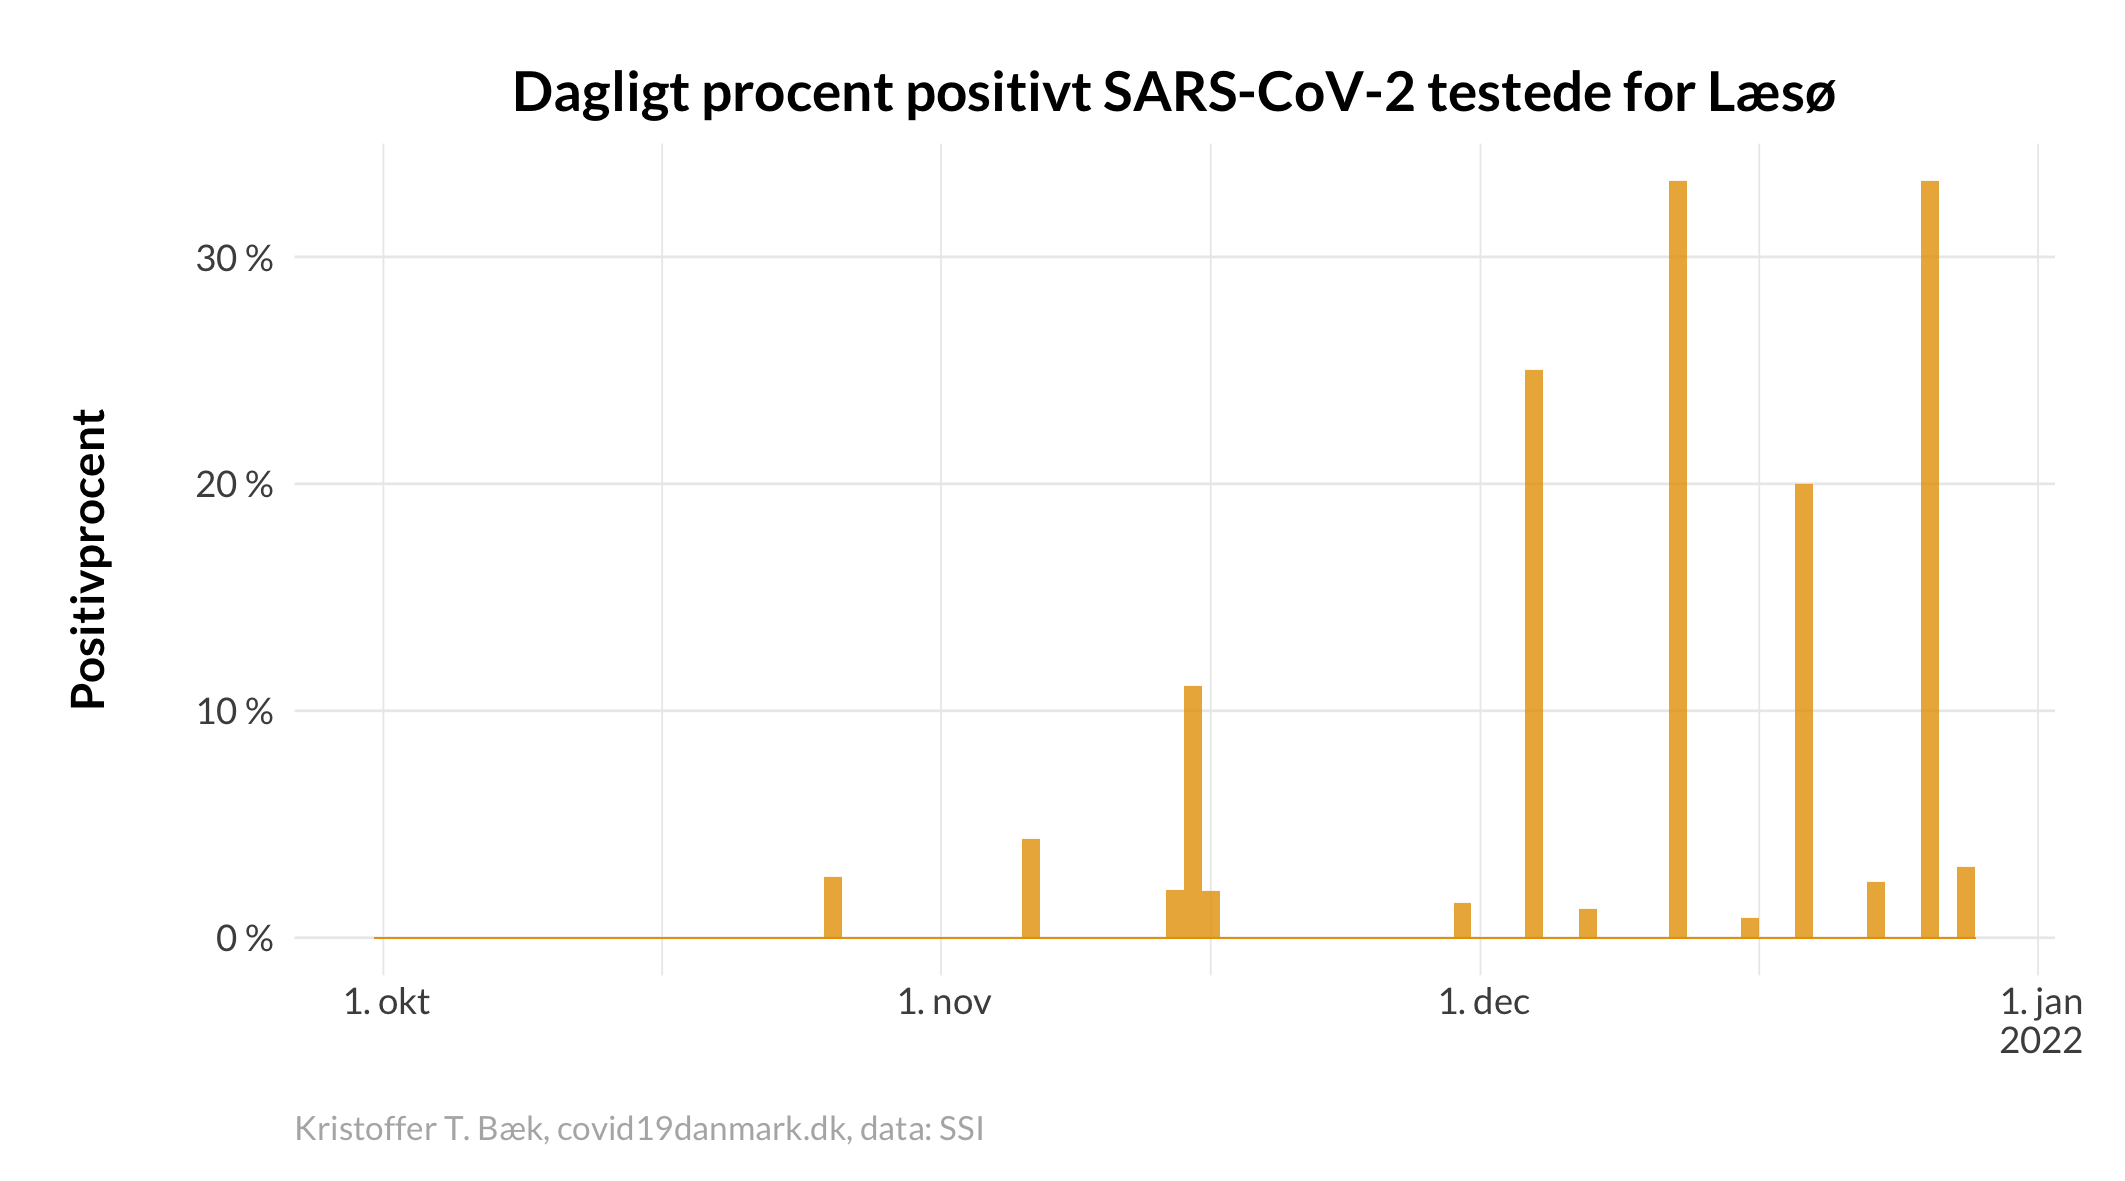 Dagligt procent positivt SARS-CoV-2 testede for Læsø
Positivprocent
30 %
20 %
10 %
0 %
1. okt
1. nov
1. dec
1. jan
2022
Kristoffer T. Bæk, covid19danmark.dk, data: SSI